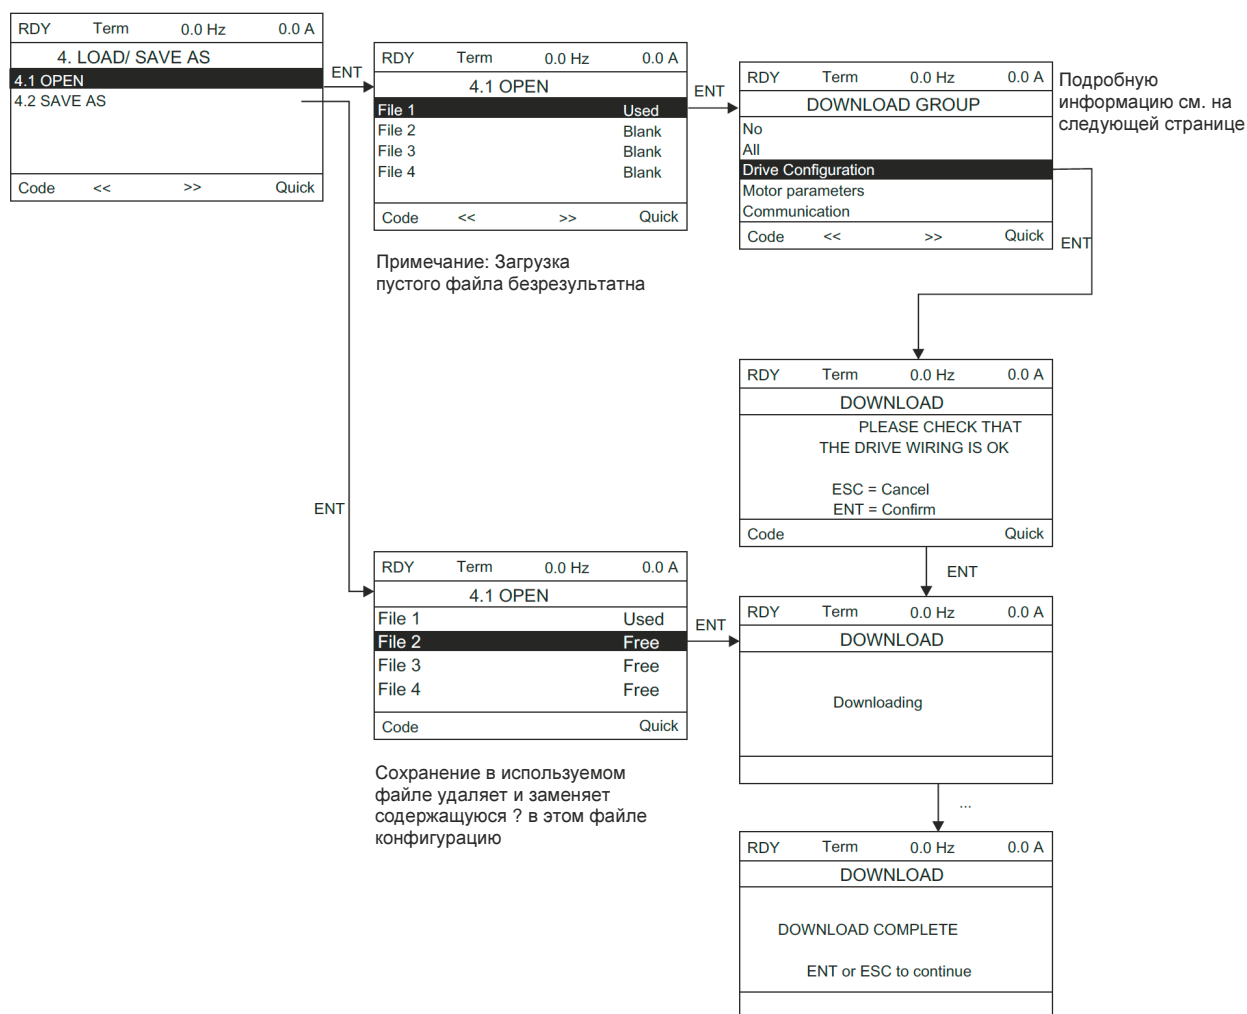 RDY Term 0.0 Hz 0.0 A
4. LOAD/ SAVE AS
4.1 OPEN
4.2 SAVE AS
Code << >> Quick
ENT
RDY Term 0.0 Hz 0.0 A
4.1 OPEN
File 1 Used
File 2 Blank
File 3 Blank
File 4 Blank
Code << >> Quick
Примечание: Загрузка
пустого файла безрезультатна
ENT
RDY Term 0.0 Hz 0.0 A
DOWNLOAD GROUP
No
All
Drive Configuration
Motor parameters
Communication
Code << >> Quick
Подробную
информацию см. на
следующей странице
ENT
RDY Term 0.0 Hz 0.0 A
DOWNLOAD
PLEASE CHECK THAT
THE DRIVE WIRING IS OK
ESC = Cancel
ENT = Confirm
Code Quick
ENT
ENT
RDY Term 0.0 Hz 0.0 A
4.1 OPEN
File 1 Used
File 2 Free
File 3 Free
File 4 Free
Code Quick
Сохранение в используемом
файле удаляет и заменяет
содержащуюся ? в этом файле
конфигурацию
ENT
RDY Term 0.0 Hz 0.0 A
DOWNLOAD
Downloading
...
RDY Term 0.0 Hz 0.0 A
DOWNLOAD
DOWNLOAD COMPLETE
ENT or ESC to continue